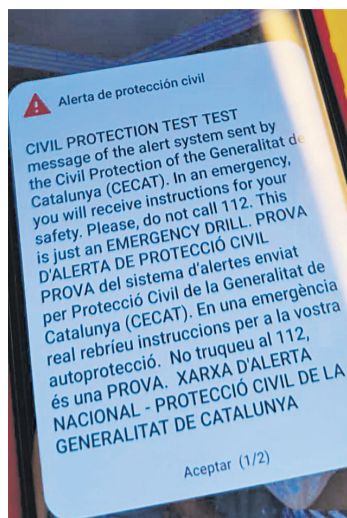 Alerta de protección civil
CIVIL PROTECTION TEST TEST
message of the alert system sent by
the Civil Protection of the Generalitat de
Catalunya (CECAT). In an emergency,
you will receive instructions for your
safety. Please, do not call 112. This
is just an EMERGENCY DRILL. PROVA
D'ALERTA DE PROTECCIÓ CIVIL
PROVA del sistema d'alertes enviat
per Protecció Civil de la Generalitat de
Catalunya (CECAT). En una emergència
real rebríeu instruccions per a la vostra
autoprotecció. No truqueu al 112,
és una PROVA. XARXA D'ALERTA
NACIONAL - PROTECCIÓ CIVIL DE LA
GENERALITAT DE CATALUNYA
Aceptar (1/2)